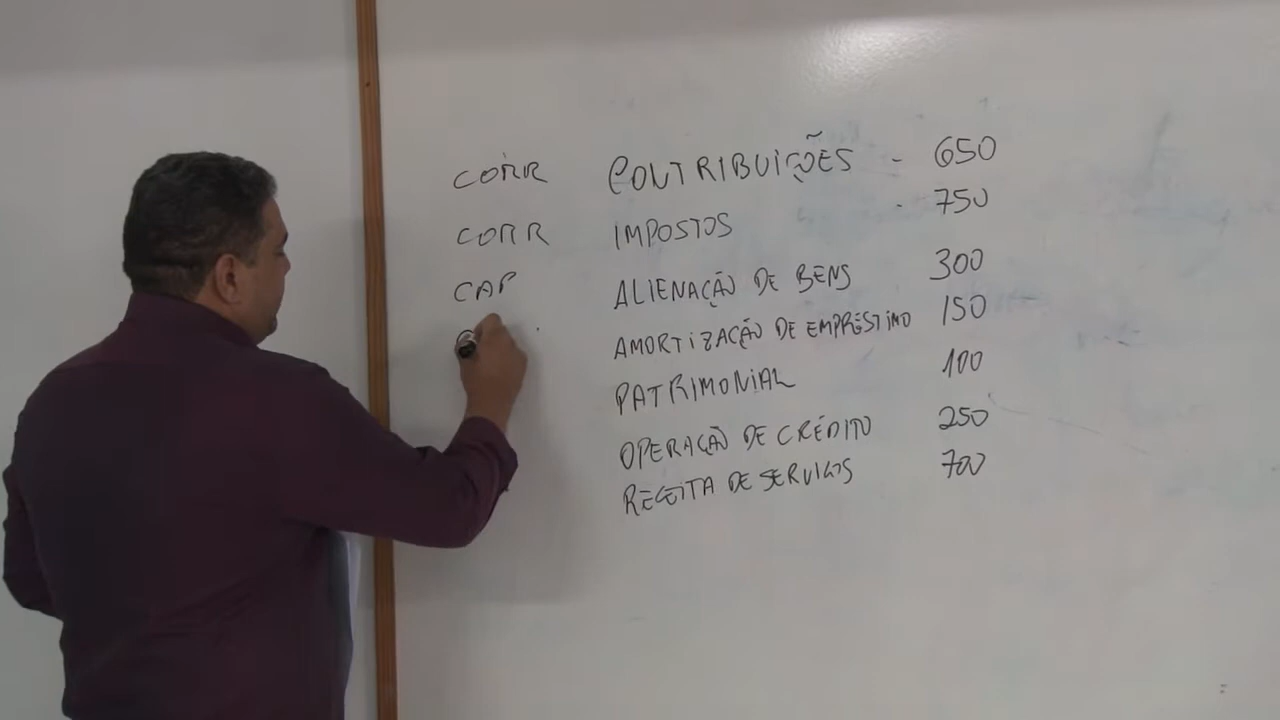 CORR CONTRIBUIÇÕES - 650
CORR IMPOSTOS - 750
CAP ALIENAÇÃO DE BENS 300
AMORTIZAÇÃO DE EMPRÉSTIMO 150
PATRIMONIAL 100
OPERAÇÃO DE CRÉDITO 250
RECEITA DE SERVIÇOS 700